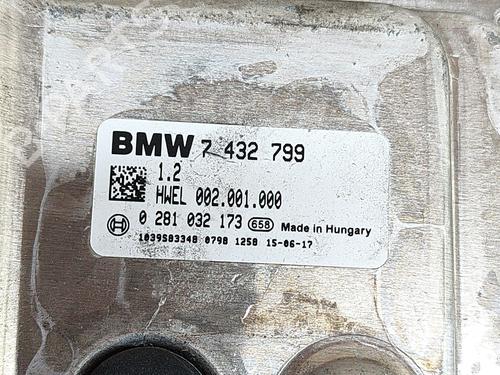 BMW 7 432 799
1.2
HWEL 002.001.000
0 281 032 173 658 Made in Hungary
1039S83348 0798 1258 15-06-17